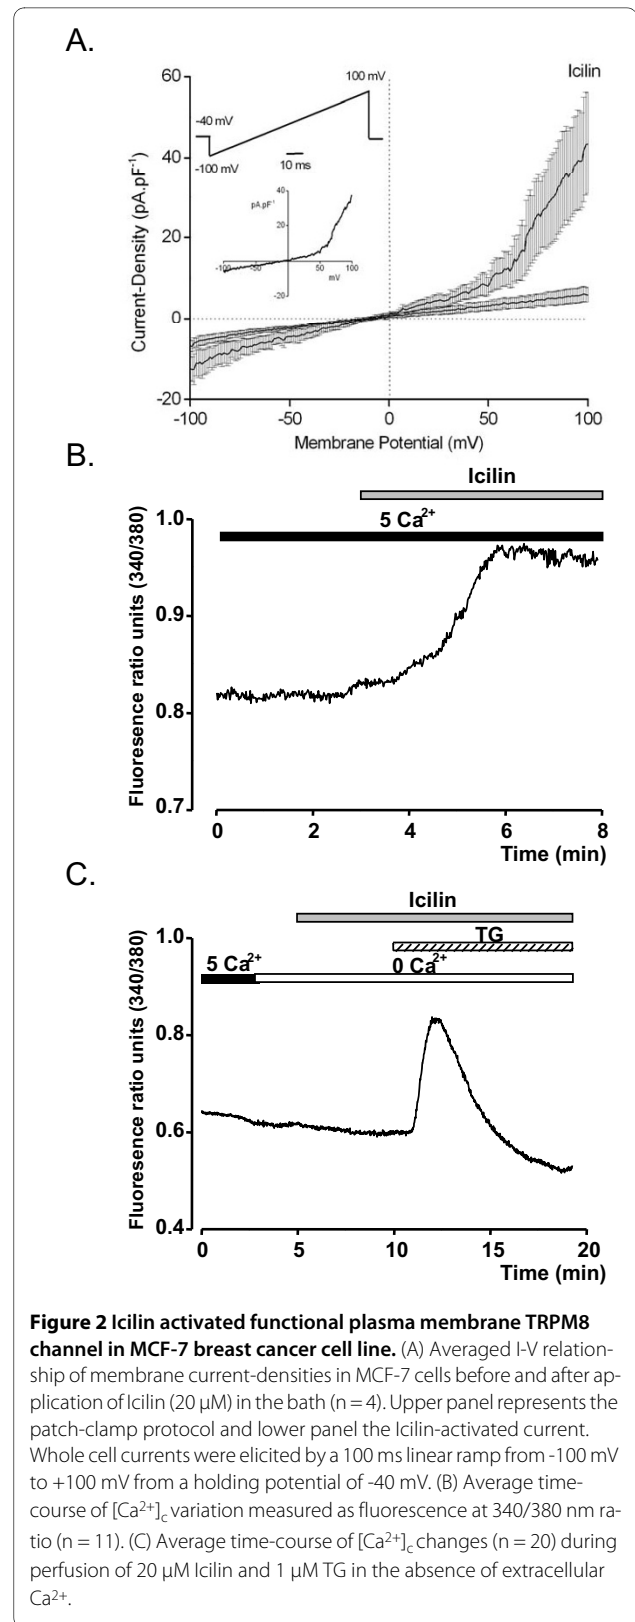 A.
Icilin
60
40
20
0
-20
Current-Density (pA.pF-1)
100 mV
-40 mV
-100 mV
10 ms
pA.pF-1
40
20
-100
-50
0
50
100
mV
-20
-100
-50
0
50
100
Membrane Potential (mV)
B.
Icilin
5 Ca2+
1.0
0.9
0.8
0.7
Fluoresence ratio units (340/380)
0
2
4
6
8
Time (min)
C.
Icilin
TG
5 Ca2+
0 Ca2+
1.0
0.8
0.6
0.4
Fluoresence ratio units (340/380)
0
5
10
15
20
Time (min)
Figure 2 Icilin activated functional plasma membrane TRPM8
channel in MCF-7 breast cancer cell line. (A) Averaged I-V relation-
ship of membrane current-densities in MCF-7 cells before and after ap-
plication of Icilin (20 µM) in the bath (n = 4). Upper panel represents the
patch-clamp protocol and lower panel the Icilin-activated current.
Whole cell currents were elicited by a 100 ms linear ramp from -100 mV
to +100 mV from a holding potential of -40 mV. (B) Average time-
course of [Ca2+]c variation measured as fluorescence at 340/380 nm ra-
tio (n = 11). (C) Average time-course of [Ca2+]c changes (n = 20) during
perfusion of 20 µM Icilin and 1 µM TG in the absence of extracellular
Ca2+.